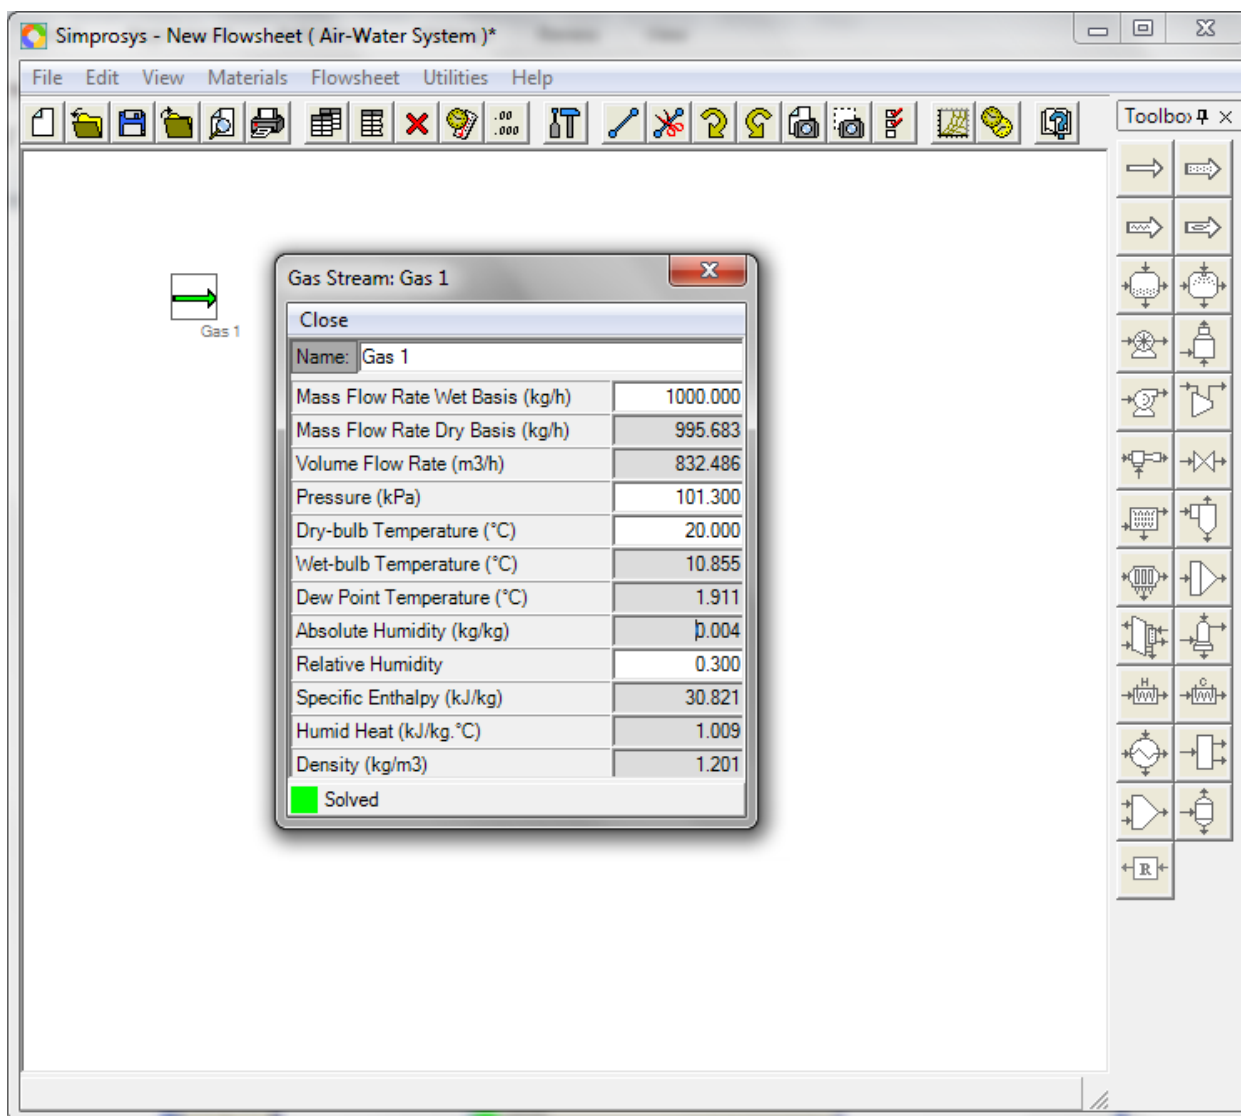 Simprosys - New Flowsheet ( Air-Water System )*
File Edit View Materials Flowsheet Utilities Help
.00
.000
Toolbo
Gas 1
Gas Stream: Gas 1
Close
Name: Gas 1
Mass Flow Rate Wet Basis (kg/h) 1000.000
Mass Flow Rate Dry Basis (kg/h) 995.683
Volume Flow Rate (m3/h) 832.486
Pressure (kPa) 101.300
Dry-bulb Temperature (°C) 20.000
Wet-bulb Temperature (°C) 10.855
Dew Point Temperature (°C) 1.911
Absolute Humidity (kg/kg) 0.004
Relative Humidity 0.300
Specific Enthalpy (kJ/kg) 30.821
Humid Heat (kJ/kg.°C) 1.009
Density (kg/m3) 1.201
Solved
H C
R